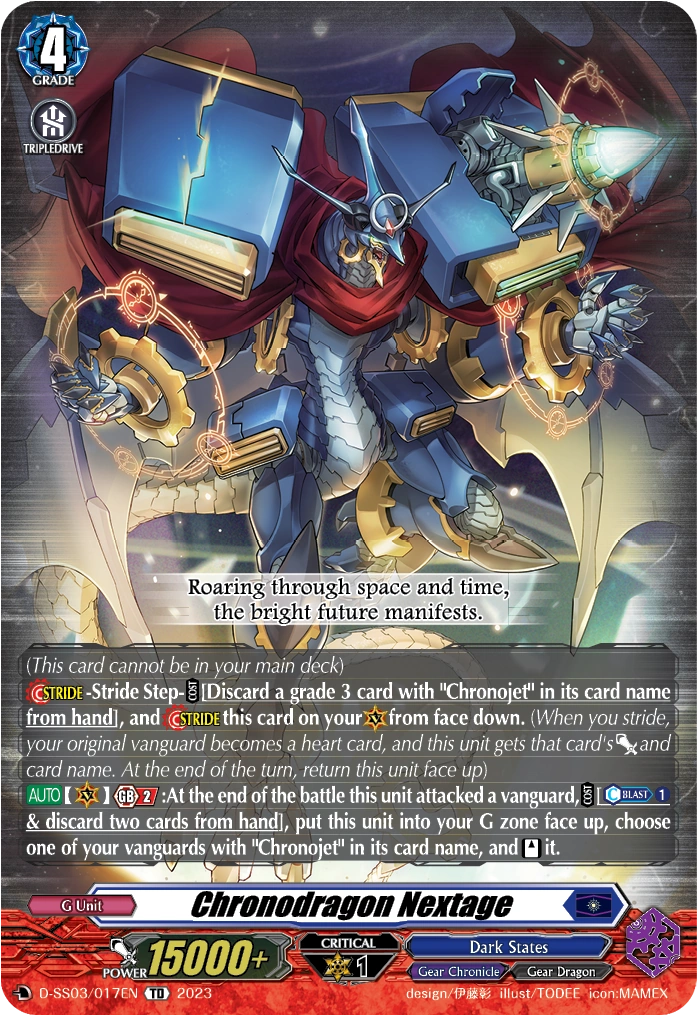 4
GRADE
TRIPLEDRIVE
Roaring through space and time,
the bright future manifests.
(This card cannot be in your main deck)
STRIDE -Stride Step- COST [Discard a grade 3 card with "Chronojet" in its card name
from hand], and STRIDE this card on your V from face down. (When you stride,
your original vanguard becomes a heart card, and this unit gets that card's and
card name. At the end of the turn, return this unit face up)
AUTO【V】GB 2 :At the end of the battle this unit attacked a vanguard, COST [C BLAST 1
& discard two cards from hand], put this unit into your G zone face up, choose
one of your vanguards with "Chronojet" in its card name, and it.
G Unit
Chronodragon Nextage
POWER 15000+
CRITICAL
1
Dark States
Gear Chronicle
Gear Dragon
D-SS03/017EN TD 2023
design/伊藤彰 illust/TODEE icon:MAMEX